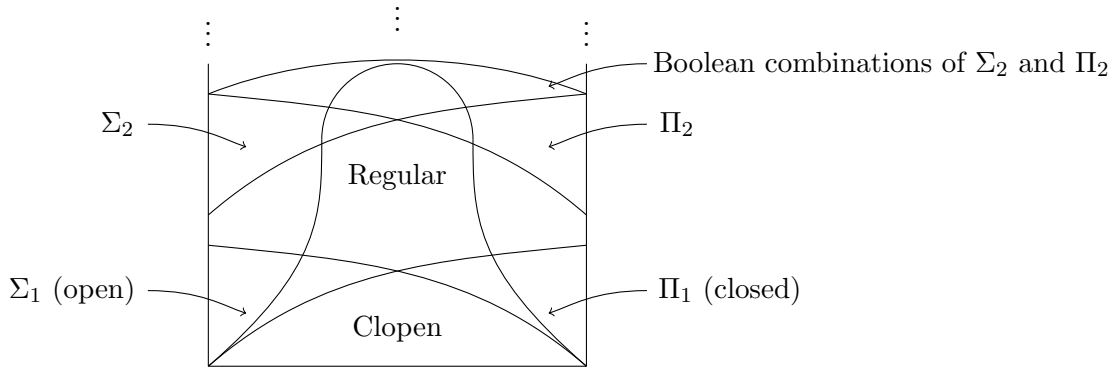 Boolean combinations of Σ₂ and Π₂
Σ₂
Π₂
Regular
Σ₁ (open)
Π₁ (closed)
Clopen